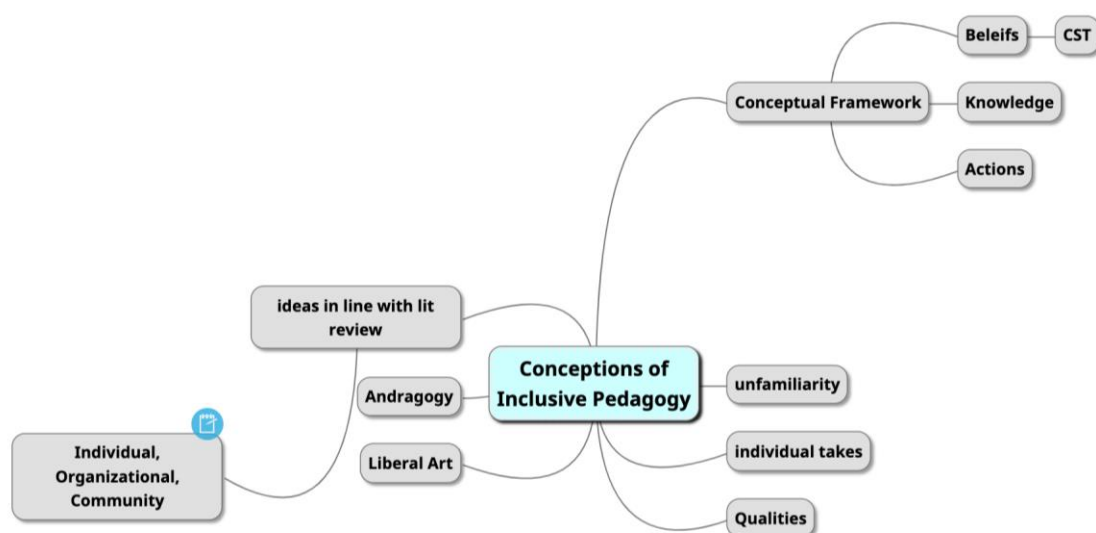 Beleifs
CST
Conceptual Framework
Knowledge
Actions
ideas in line with lit
review
Conceptions of
Inclusive Pedagogy
Andragogy
unfamiliarity
Individual,
Organizational,
Community
Liberal Art
individual takes
Qualities